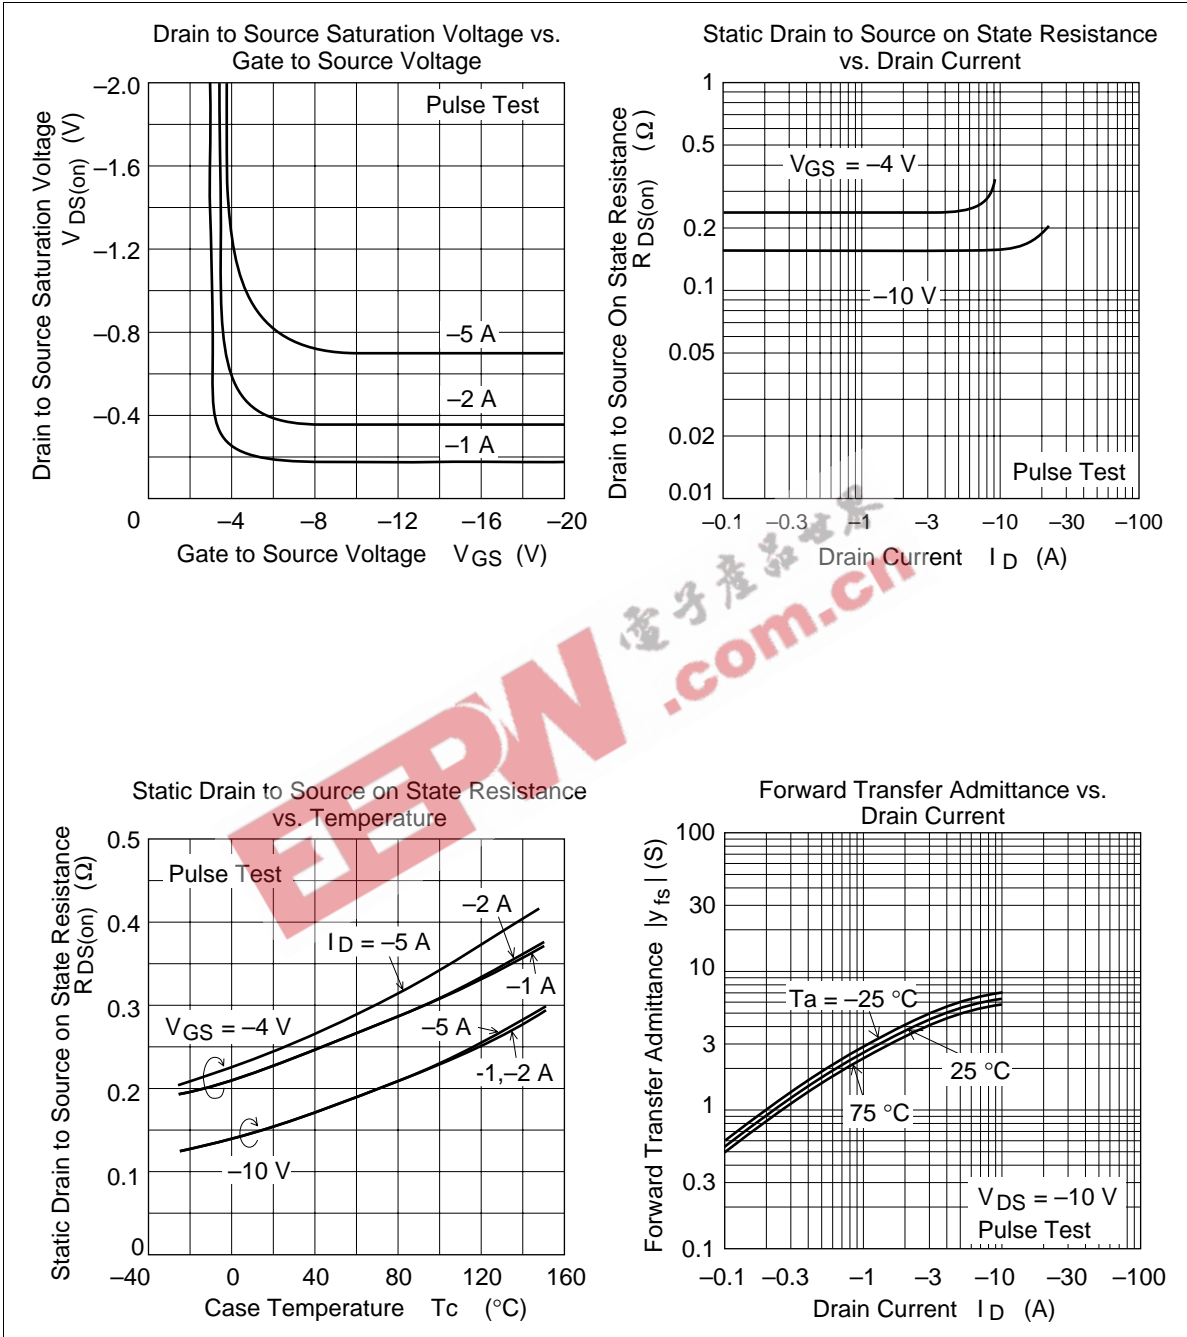 Drain to Source Saturation Voltage vs.
Gate to Source Voltage
Drain to Source Saturation Voltage
V DS(on) (V)
–2.0
–1.6
–1.2
–0.8
–0.4
0
Pulse Test
–5 A
–2 A
–1 A
–4
–8
–12
–16
–20
Gate to Source Voltage V GS (V)
Static Drain to Source on State Resistance
vs. Drain Current
Drain to Source On State Resistance
R DS(on) (Ω)
1
0.5
0.2
0.1
0.05
0.02
0.01
V GS = –4 V
–10 V
Pulse Test
–0.1
–0.3
–1
–3
–10
–30
–100
Drain Current I D (A)
電子產品世界
.com.cn
EEPW
Static Drain to Source on State Resistance
vs. Temperature
Static Drain to Source on State Resistance
R DS(on) (Ω)
0.5
0.4
0.3
0.2
0.1
0
Pulse Test
–2 A
I D = –5 A
–1 A
V GS = –4 V
–5 A
-1,–2 A
–10 V
–40
0
40
80
120
160
Case Temperature Tc (°C)
Forward Transfer Admittance vs.
Drain Current
Forward Transfer Admittance |y fs | (S)
100
30
10
3
1
0.3
0.1
Ta = –25 °C
25 °C
75 °C
V DS = –10 V
Pulse Test
–0.1
–0.3
–1
–3
–10
–30
–100
Drain Current I D (A)